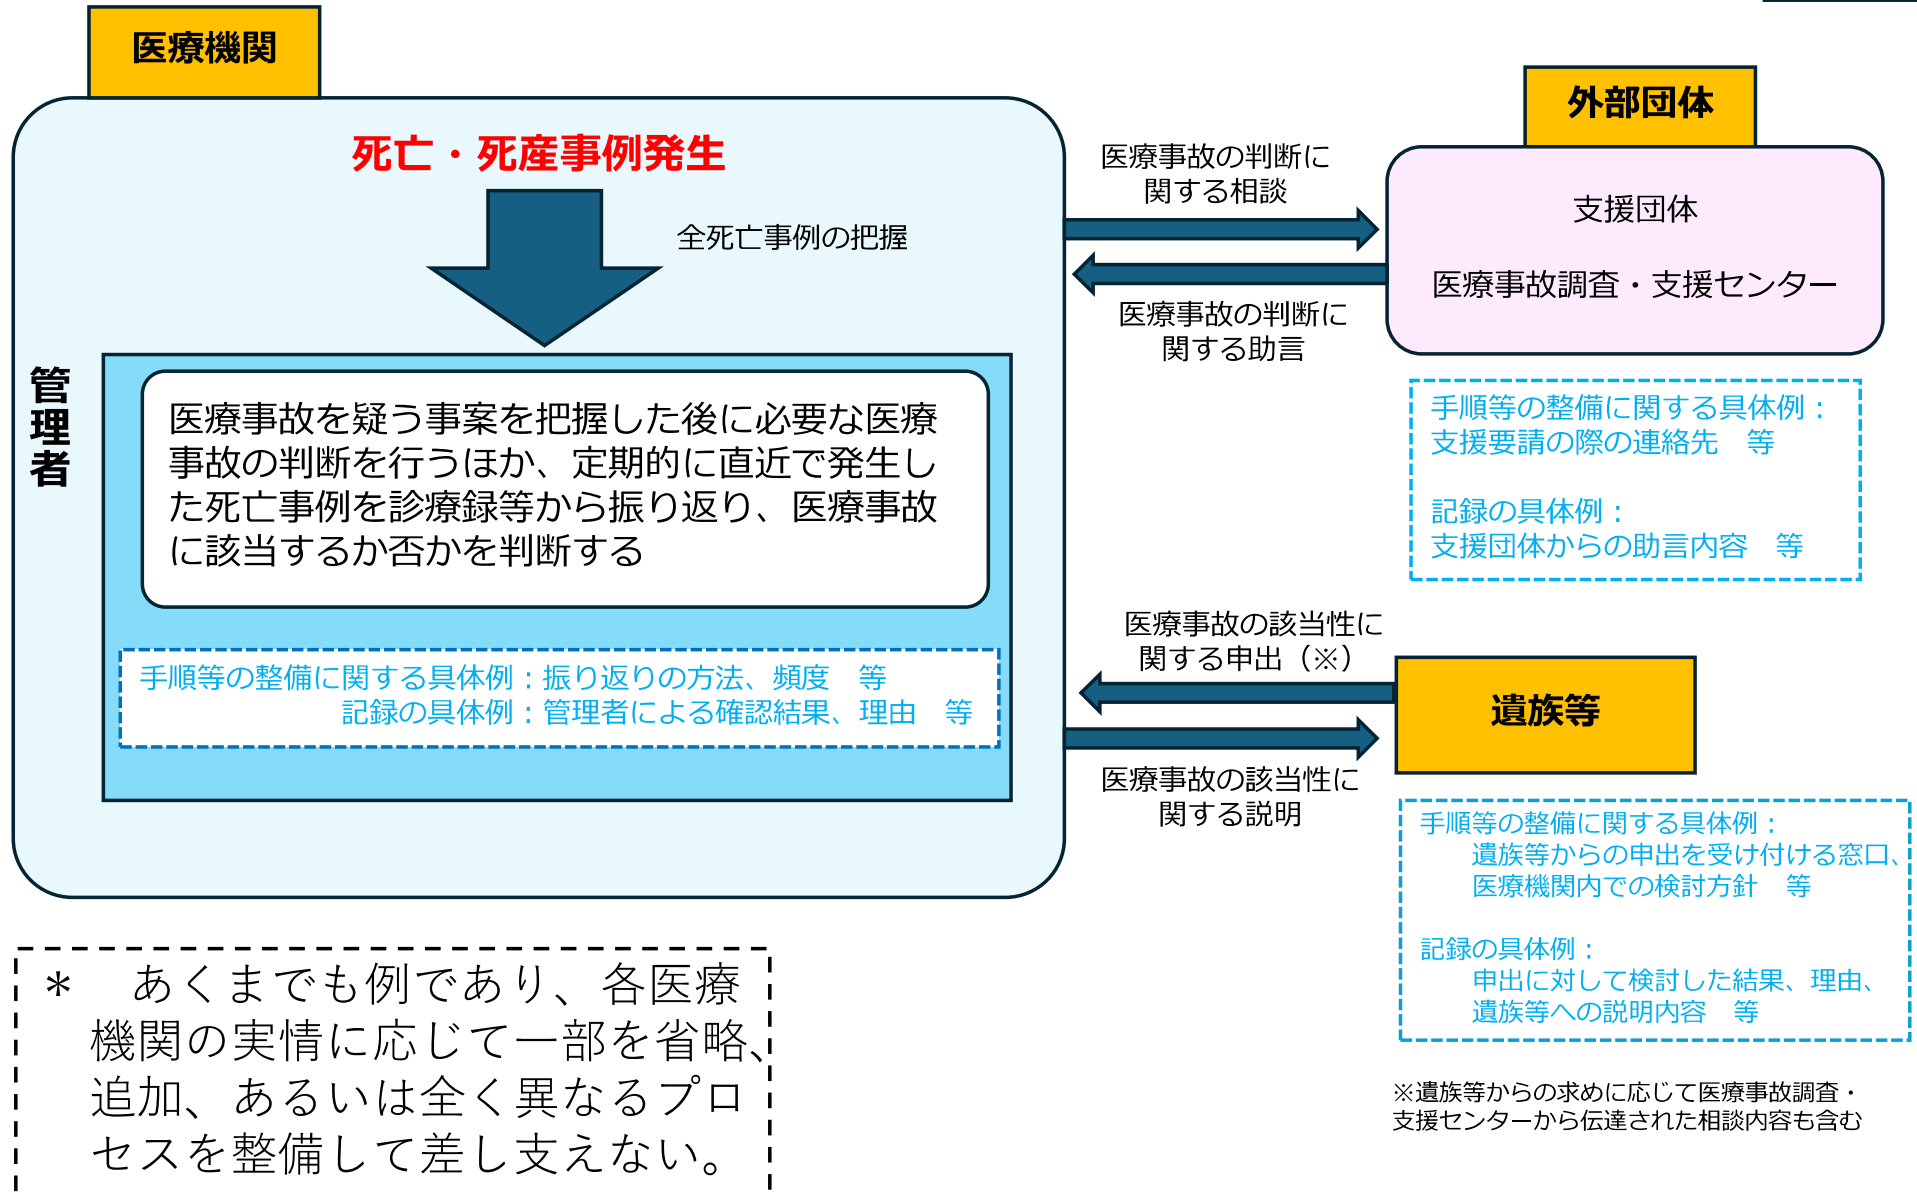 医療機関
死亡・死産事例発生
全死亡事例の把握
管理者
医療事故を疑う事案を把握した後に必要な医療
事故の判断を行うほか、定期的に直近で発生し
た死亡事例を診療録等から振り返り、医療事故
に該当するか否かを判断する
手順等の整備に関する具体例：振り返りの方法、頻度　等
記録の具体例：管理者による確認結果、理由　等
医療事故の判断に
関する相談
医療事故の判断に
関する助言
外部団体
支援団体
医療事故調査・支援センター
手順等の整備に関する具体例：
支援要請の際の連絡先　等
記録の具体例：
支援団体からの助言内容　等
医療事故の該当性に
関する申出（※）
医療事故の該当性に
関する説明
遺族等
手順等の整備に関する具体例：
遺族等からの申出を受け付ける窓口、
医療機関内での検討方針　等
記録の具体例：
申出に対して検討した結果、理由、
遺族等への説明内容　等
※遺族等からの求めに応じて医療事故調査・
支援センターから伝達された相談内容も含む
＊　あくまでも例であり、各医療
機関の実情に応じて一部を省略、
追加、あるいは全く異なるプロ
セスを整備して差し支えない。